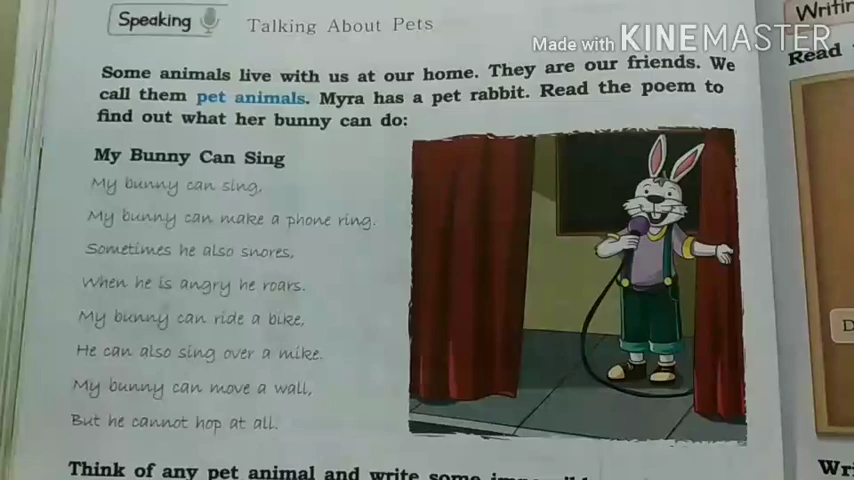 Speaking
Talking About Pets
Made with KINEMASTER
Writin
Read
Some animals live with us at our home. They are our friends. We
call them pet animals. Myra has a pet rabbit. Read the poem to
find out what her bunny can do:
My Bunny Can Sing
My bunny can sing,
My bunny can make a phone ring.
Sometimes he also snores,
When he is angry he roars.
My bunny can ride a bike,
He can also sing over a mike.
My bunny can move a wall,
But he cannot hop at all.
D
Think of any pet animal and write some
Wri